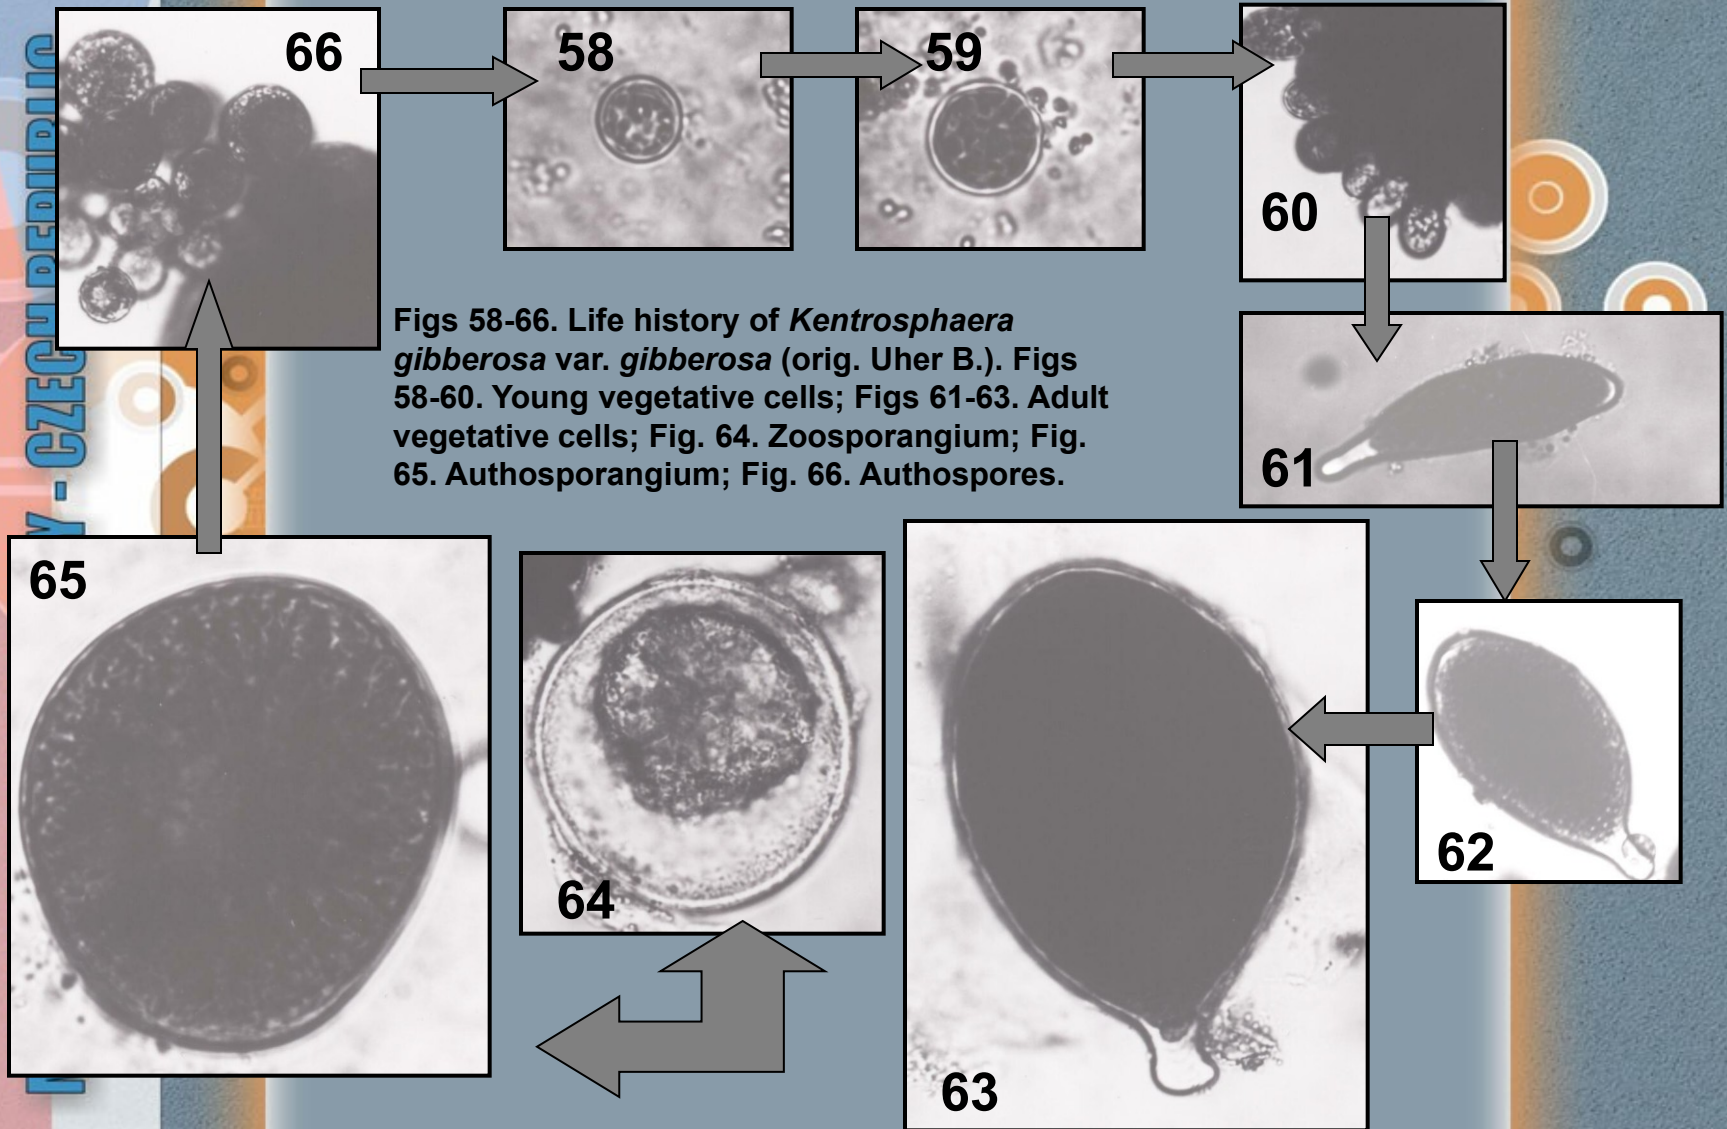 66
58
59
60
- CZECH REPUBLIC
Figs 58-66. Life history of Kentrosphaera
gibberosa var. gibberosa (orig. Uher B.). Figs
58-60. Young vegetative cells; Figs 61-63. Adult
vegetative cells; Fig. 64. Zoosporangium; Fig.
65. Authosporangium; Fig. 66. Authospores.
61
65
64
62
63